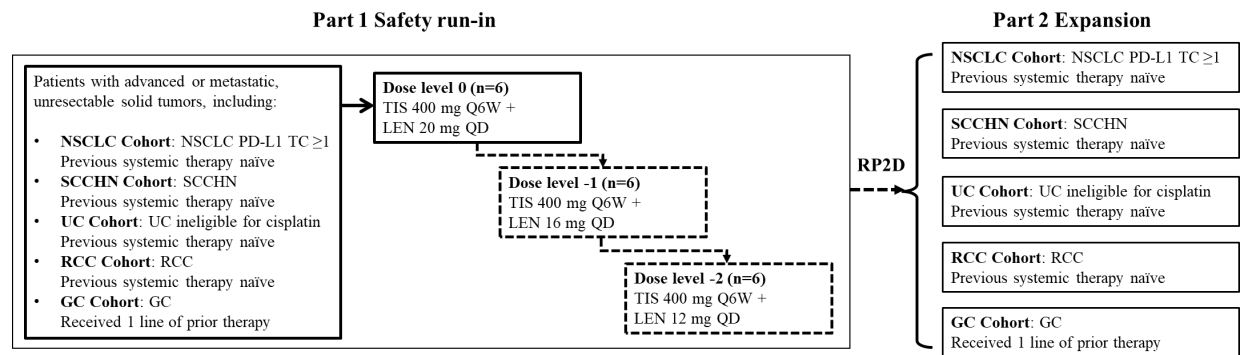 Part 1 Safety run-in
Patients with advanced or metastatic,
unresectable solid tumors, including:
• NSCLC Cohort: NSCLC PD-L1 TC ≥1
Previous systemic therapy naïve
• SCCHN Cohort: SCCHN
Previous systemic therapy naïve
• UC Cohort: UC ineligible for cisplatin
Previous systemic therapy naïve
• RCC Cohort: RCC
Previous systemic therapy naïve
• GC Cohort: GC
Received 1 line of prior therapy
Dose level 0 (n=6)
TIS 400 mg Q6W +
LEN 20 mg QD
Dose level -1 (n=6)
TIS 400 mg Q6W +
LEN 16 mg QD
Dose level -2 (n=6)
TIS 400 mg Q6W +
LEN 12 mg QD
RP2D
Part 2 Expansion
NSCLC Cohort: NSCLC PD-L1 TC ≥1
Previous systemic therapy naïve
SCCHN Cohort: SCCHN
Previous systemic therapy naïve
UC Cohort: UC ineligible for cisplatin
Previous systemic therapy naïve
RCC Cohort: RCC
Previous systemic therapy naïve
GC Cohort: GC
Received 1 line of prior therapy